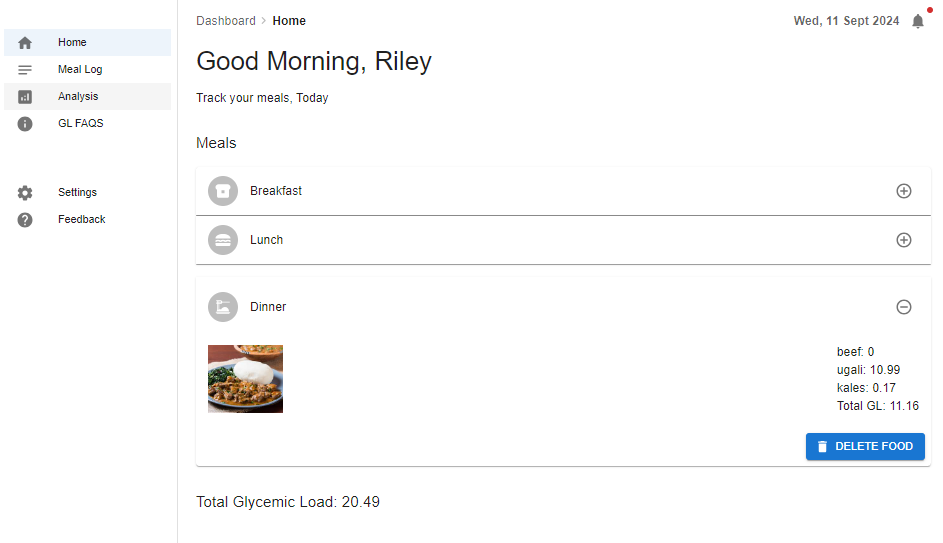 Dashboard > Home
Wed, 11 Sept 2024
Home
Meal Log
Analysis
GL FAQS
Settings
Feedback
Good Morning, Riley
Track your meals, Today
Meals
Breakfast
Lunch
Dinner
beef: 0
ugali: 10.99
kales: 0.17
Total GL: 11.16
DELETE FOOD
Total Glycemic Load: 20.49